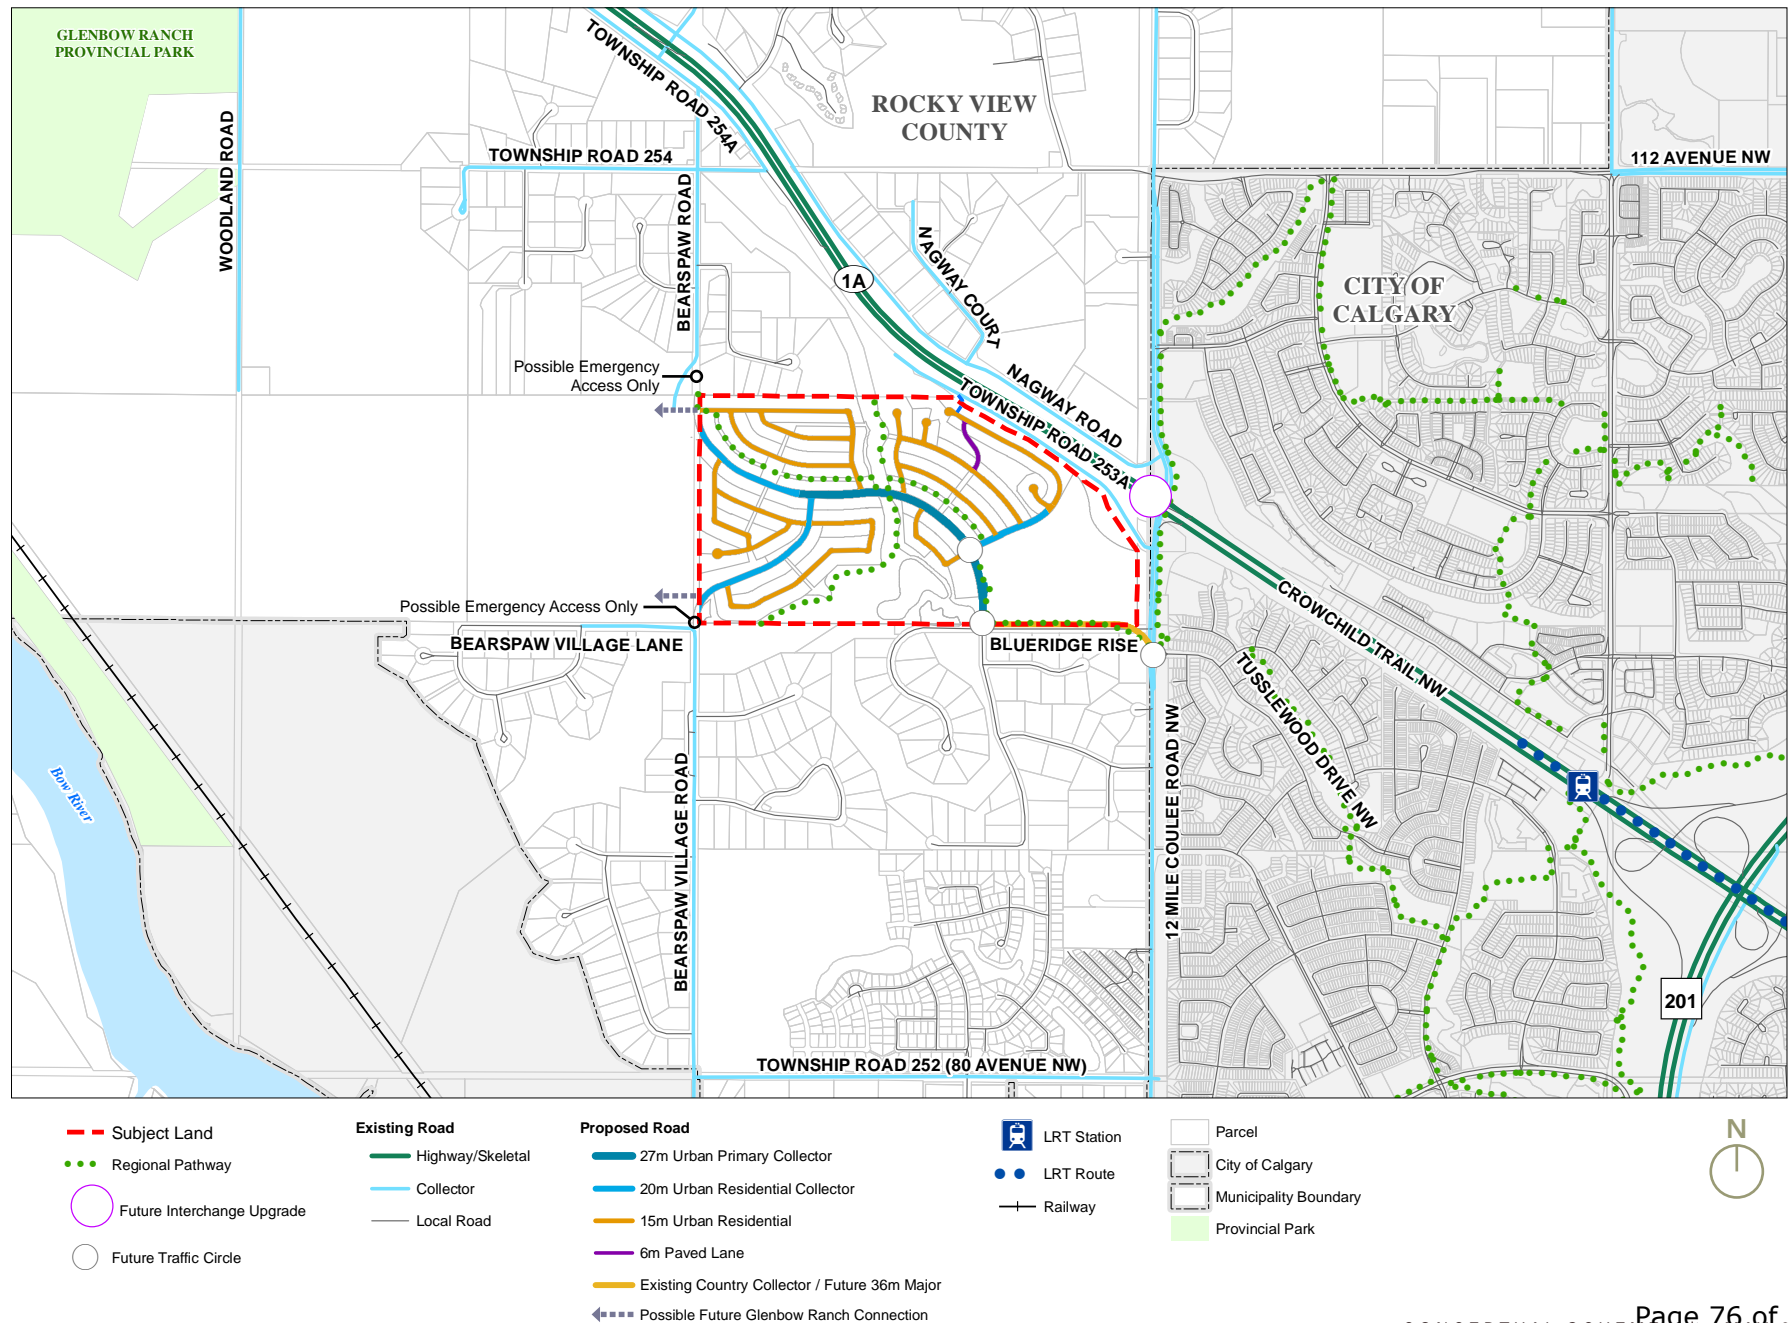 GLENBOW RANCH
PROVINCIAL PARK
WOODLAND ROAD
TOWNSHIP ROAD 254A
TOWNSHIP ROAD 254
BEARSPAW ROAD
ROCKY VIEW
COUNTY
112 AVENUE NW
1A
NAGWAY COURT
CITY OF
CALGARY
Possible Emergency
Access Only
NAGWAY ROAD
TOWNSHIP ROAD 253A
Possible Emergency Access Only
BEARSPAW VILLAGE LANE
BLUERIDGE RISE
CROWCHILD TRAIL NW
TUSSLEWOOD DRIVE NW
12 MILE COULEE ROAD NW
BEARSPAW VILLAGE ROAD
Bow River
201
TOWNSHIP ROAD 252 (80 AVENUE NW)
Subject Land
Regional Pathway
Future Interchange Upgrade
Future Traffic Circle
Existing Road
Highway/Skeletal
Collector
Local Road
Proposed Road
27m Urban Primary Collector
20m Urban Residential Collector
15m Urban Residential
6m Paved Lane
Existing Country Collector / Future 36m Major
Possible Future Glenbow Ranch Connection
LRT Station
LRT Route
Railway
Parcel
City of Calgary
Municipality Boundary
Provincial Park
N
Page 76 of